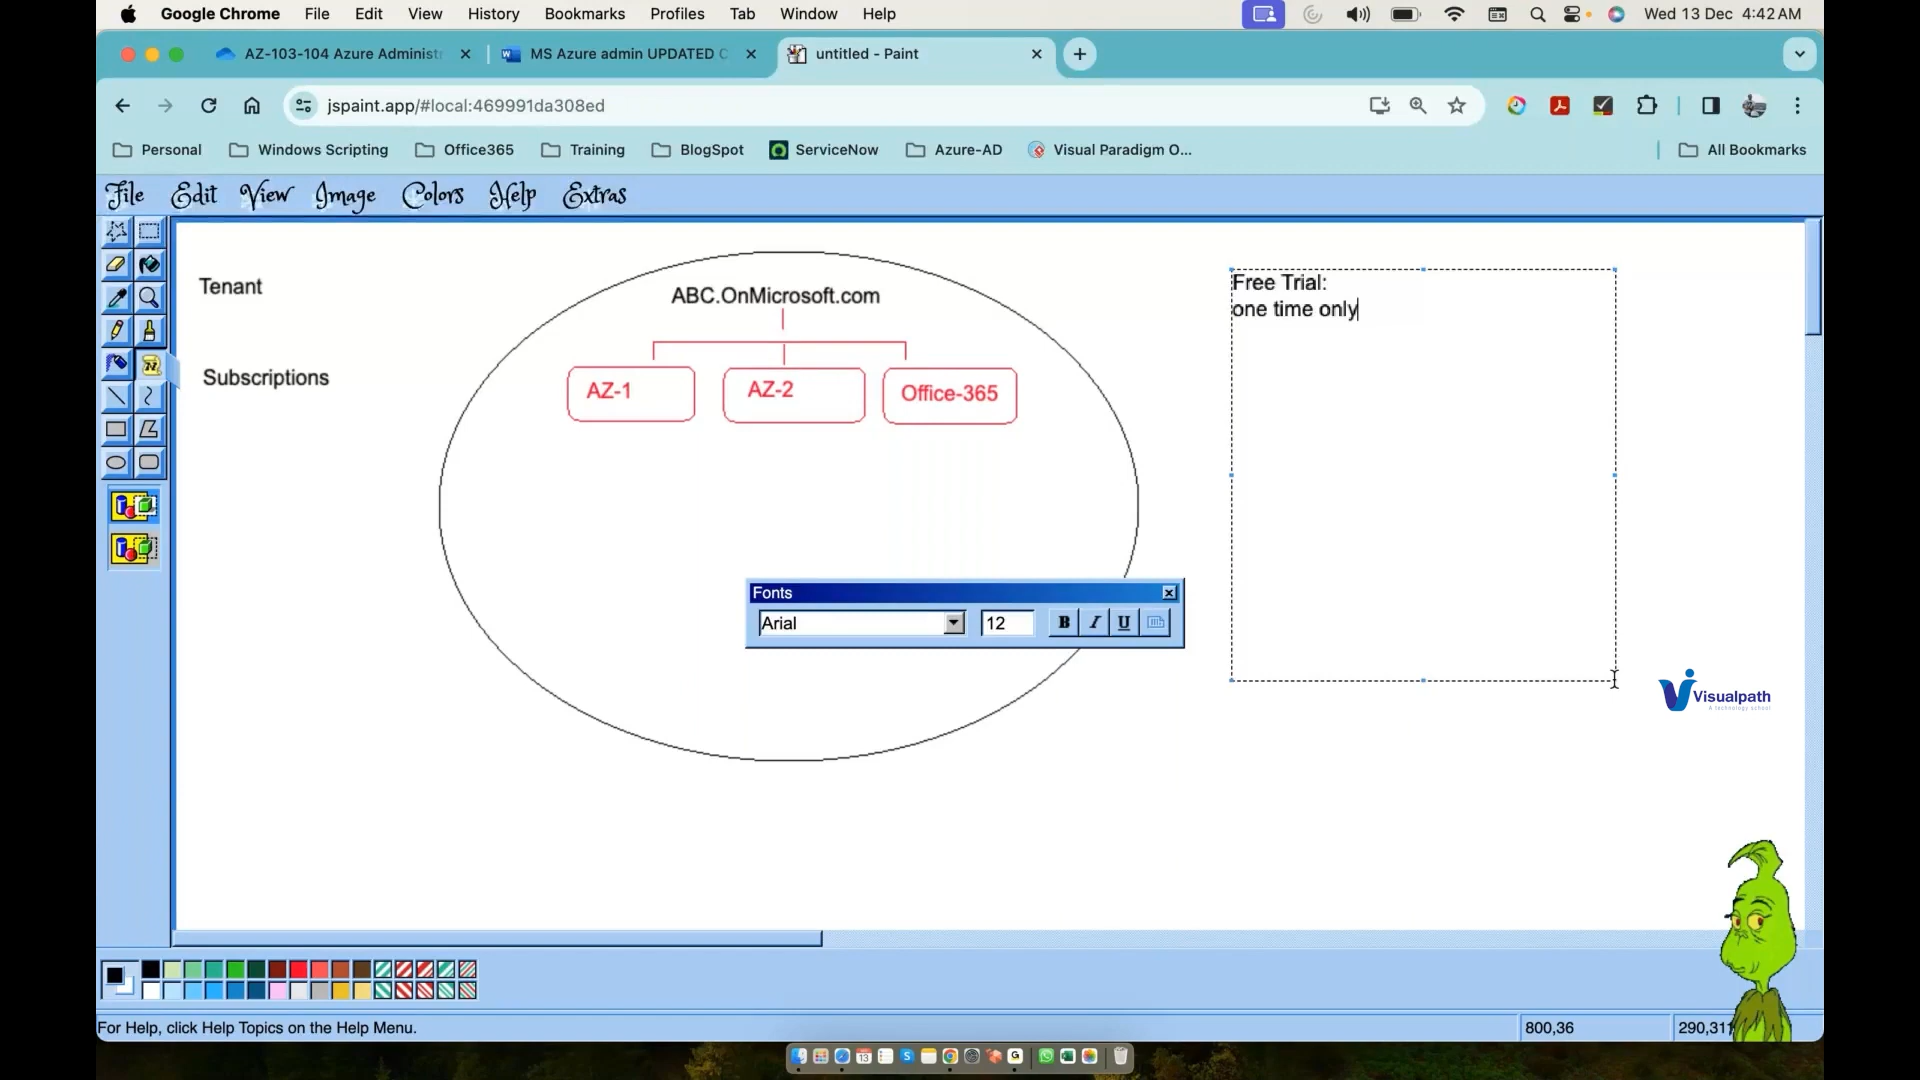 Google Chrome File Edit View History Bookmarks Profiles Tab Window Help Wed 13 Dec 4:42 AM
AZ-103-104 Azure Administ MS Azure admin UPDATED C untitled - Paint
jspaint.app/#local:469991da308ed
Personal Windows Scripting Office365 Training BlogSpot ServiceNow Azure-AD Visual Paradigm O... All Bookmarks
File Edit View Image Colors Help Extras
Tenant
ABC.OnMicrosoft.com
Free Trial:
one time only
Subscriptions
AZ-1 AZ-2 Office-365
Fonts
Arial 12 B I U
Visualpath
A technology school
For Help, click Help Topics on the Help Menu. 800,36 290,311